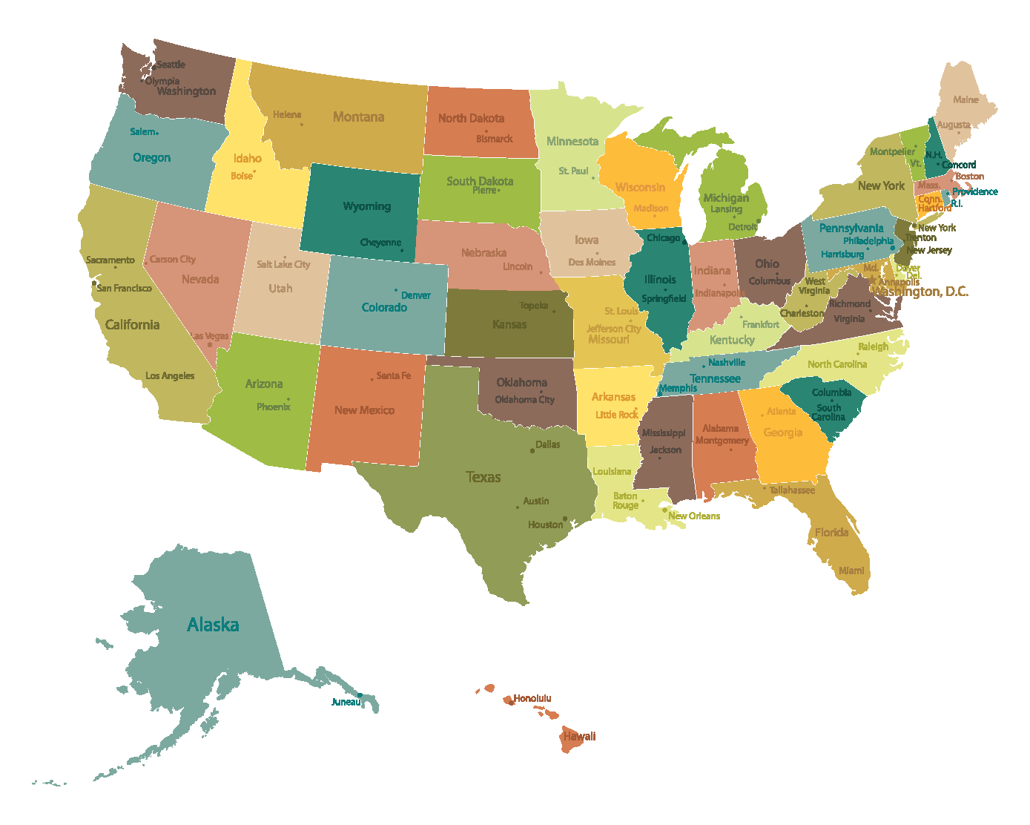 Seattle
Olympia
Washington
Salem
Oregon
Idaho
Boise
Helena
Montana
North Dakota
Bismarck
South Dakota
Pierre
Minnesota
St. Paul
Wisconsin
Madison
Michigan
Lansing
Detroit
Maine
Augusta
Montpelier
Vt.
N.H.
Concord
Boston
Mass.
Providence
R.I.
Conn.
Hartford
New York
New York
Trenton
New Jersey
Pennsylvania
Philadelphia
Harrisburg
Dover
Del.
Md.
Annapolis
Washington, D.C.
Wyoming
Cheyenne
Nebraska
Lincoln
Iowa
Des Moines
Chicago
Illinois
Springfield
Indiana
Indianapolis
Ohio
Columbus
West
Virginia
Charleston
Richmond
Virginia
Sacramento
San Francisco
California
Los Angeles
Carson City
Nevada
Las Vegas
Salt Lake City
Utah
Denver
Colorado
Topeka
Kansas
St. Louis
Jefferson City
Missouri
Frankfort
Kentucky
Nashville
Tennessee
Memphis
Raleigh
North Carolina
Columbia
South
Carolina
Arizona
Phoenix
Santa Fe
New Mexico
Oklahoma
Oklahoma City
Arkansas
Little Rock
Mississippi
Jackson
Alabama
Montgomery
Atlanta
Georgia
Dallas
Texas
Austin
Houston
Louisiana
Baton
Rouge
New Orleans
Tallahassee
Florida
Miami
Alaska
Juneau
Honolulu
Hawaii